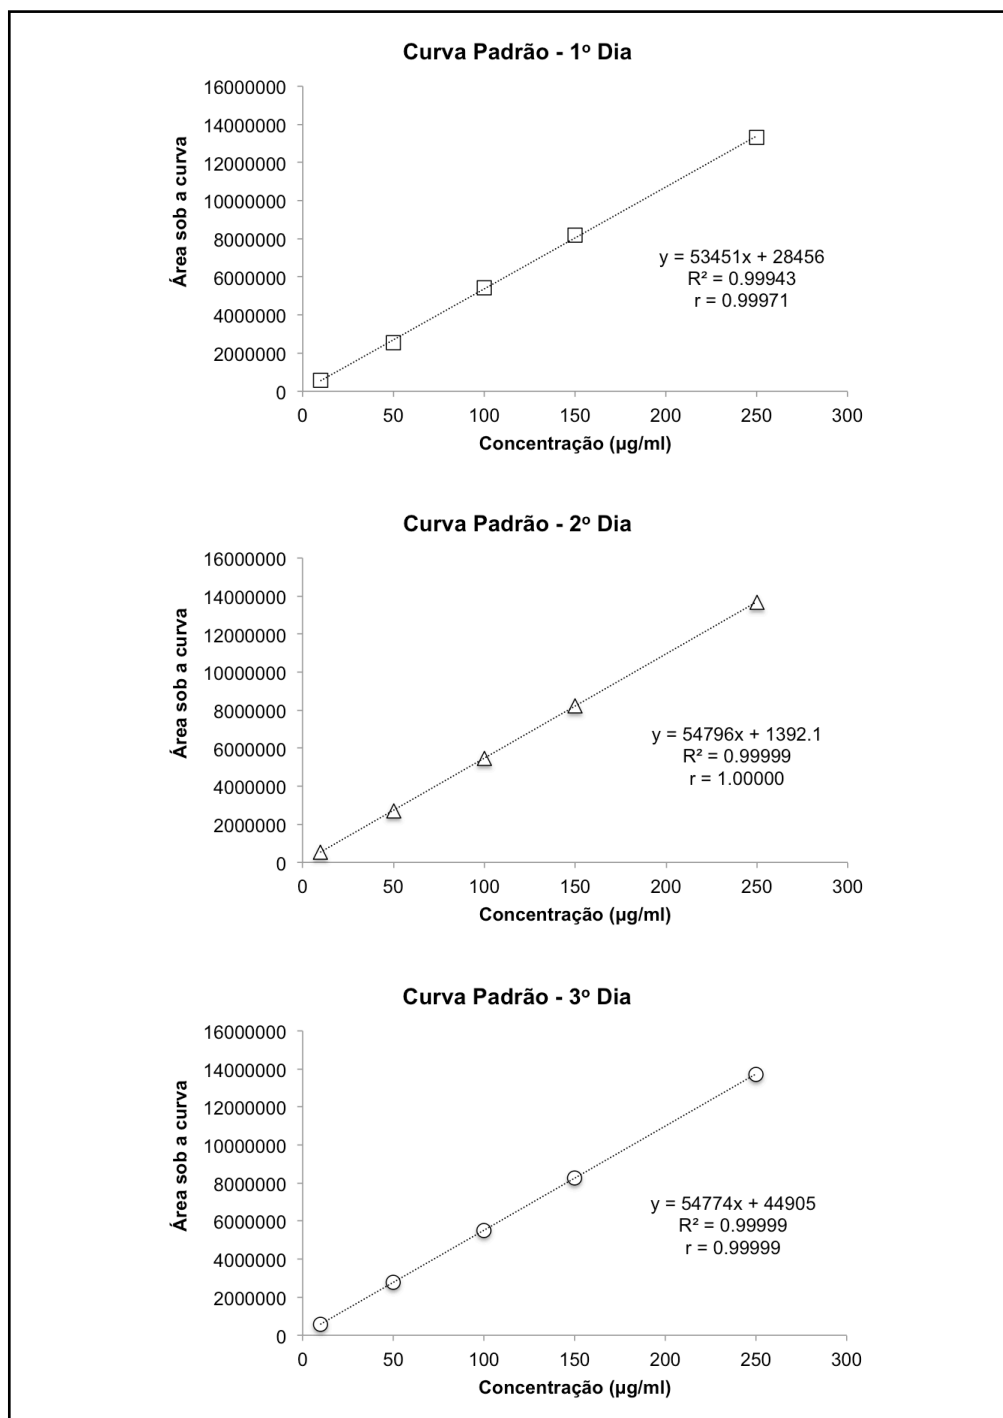 Curva Padrão - 1º Dia
16000000
14000000
12000000
10000000
8000000
6000000
4000000
2000000
0
Área sob a curva
y = 53451x + 28456
R² = 0.99943
r = 0.99971
0 50 100 150 200 250 300
Concentração (µg/ml)
Curva Padrão - 2º Dia
16000000
14000000
12000000
10000000
8000000
6000000
4000000
2000000
0
Área sob a curva
y = 54796x + 1392.1
R² = 0.99999
r = 1.00000
0 50 100 150 200 250 300
Concentração (µg/ml)
Curva Padrão - 3º Dia
16000000
14000000
12000000
10000000
8000000
6000000
4000000
2000000
0
Área sob a curva
y = 54774x + 44905
R² = 0.99999
r = 0.99999
0 50 100 150 200 250 300
Concentração (µg/ml)